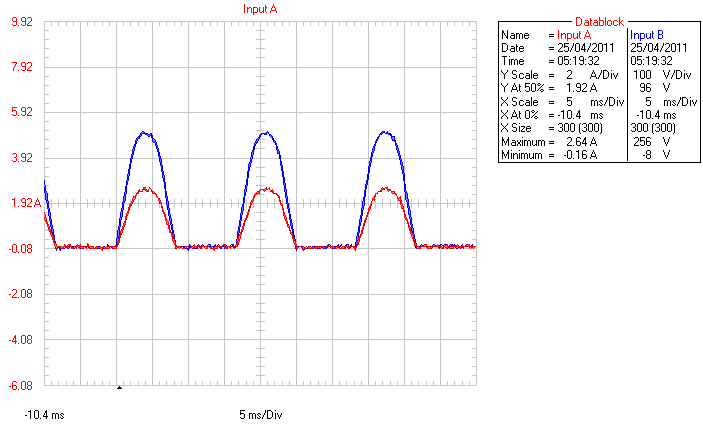 Input A
9.92
7.92
5.92
3.92
1.92 A
-0.08
-2.08
-4.08
-6.08
-10.4 ms
5 ms/Div
Datablock
Name = Input A Input B
Date = 25/04/2011 25/04/2011
Time = 05:19:32 05:19:32
Y Scale = 2 A/Div 100 V/Div
Y At 50% = 1.92 A 96 V
X Scale = 5 ms/Div 5 ms/Div
X At 0% = -10.4 ms -10.4 ms
X Size = 300 (300) 300 (300)
Maximum = 2.64 A 256 V
Minimum = -0.16 A -8 V